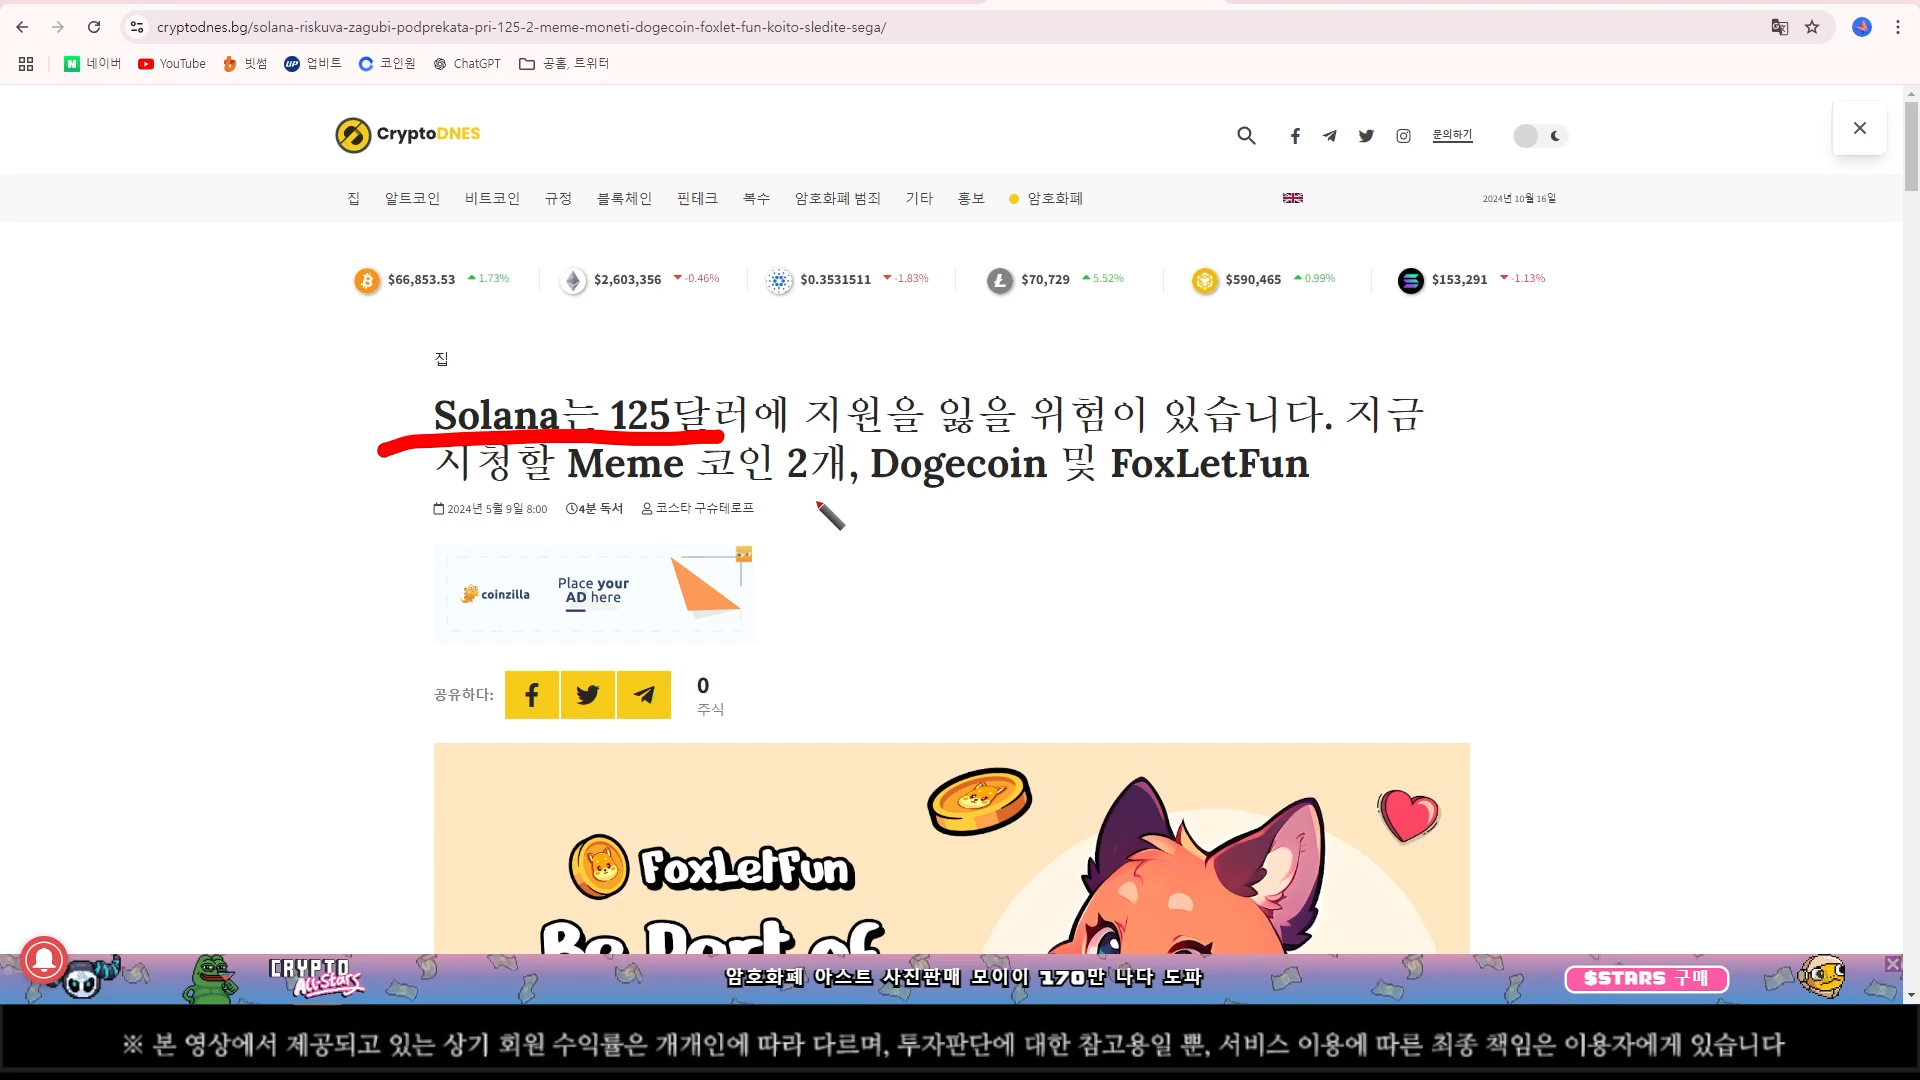 cryptodnes.bg/solana-riskuva-zagubi-podprekata-pri-125-2-meme-moneti-dogecoin-foxlet-fun-koito-sledite-sega/
네이버 YouTube 빗썸 업비트 코인원 ChatGPT 공홈, 트위터
CryptoDNES 문의하기
집 알트코인 비트코인 규정 블록체인 핀테크 복수 암호화폐 범죄 기타 홍보 암호화폐 2024년 10월 16일
$66,853.53 1.73% $2,603,356 -0.46% $0.3531511 -1.83% $70,729 5.52% $590,465 0.99% $153,291 -1.13%
집
Solana는 125달러에 지원을 잃을 위험이 있습니다. 지금
시청할 Meme 코인 2개, Dogecoin 및 FoxLetFun
2024년 5월 9일 8:00 4분 독서 코스타 구슈테로프
coinzilla Place your
AD here
공유하다: 0
주식
FoxLetFun
Be Part of
CRYPTO
All-Stars
암호화폐 아스트 사진판매 모이이 170만 나다 도파 $STARS 구매
※ 본 영상에서 제공되고 있는 상기 회원 수익률은 개개인에 따라 다르며, 투자판단에 대한 참고용일 뿐, 서비스 이용에 따른 최종 책임은 이용자에게 있습니다